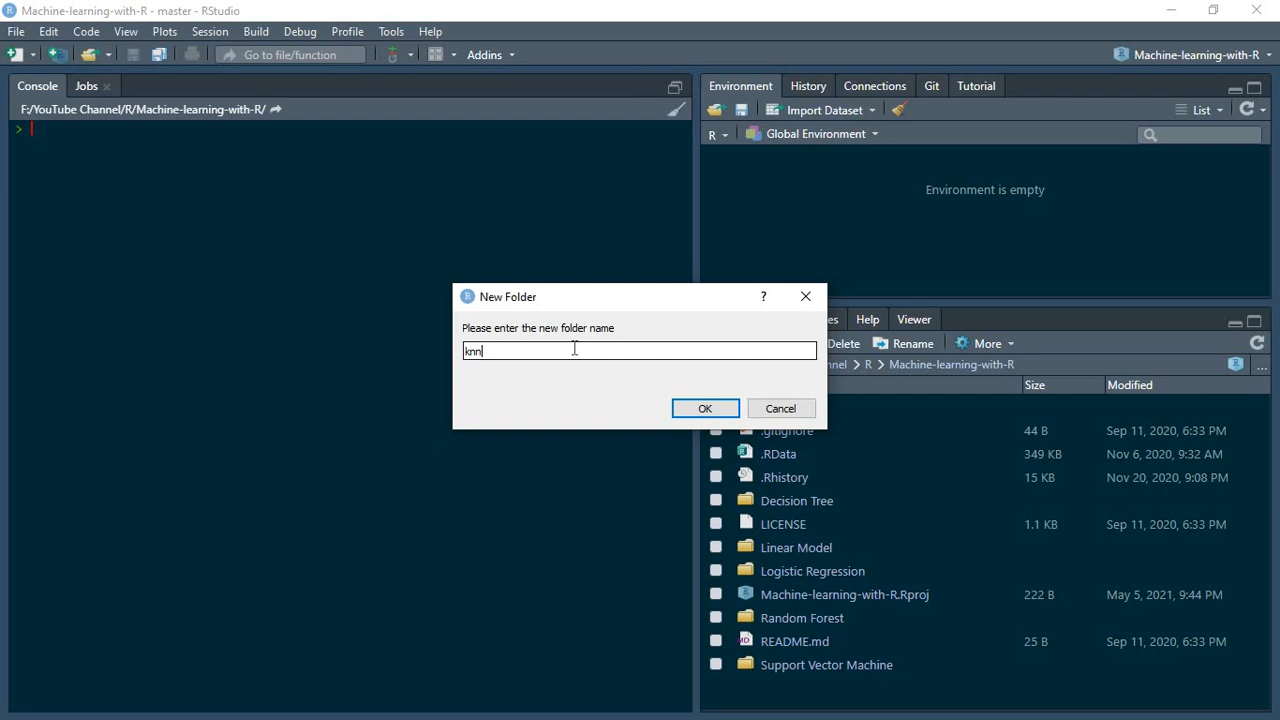 Machine-learning-with-R - master - RStudio
File Edit Code View Plots Session Build Debug Profile Tools Help
Go to file/function Addins Machine-learning-with-R
Console Jobs
F:/YouTube Channel/R/Machine-learning-with-R/
>
Environment History Connections Git Tutorial
Import Dataset List
R Global Environment
Environment is empty
New Folder ?
Please enter the new folder name
knn
OK Cancel
es Help Viewer
Delete Rename More
nnel > R > Machine-learning-with-R ...
Size Modified
.gitignore 44 B Sep 11, 2020, 6:33 PM
.RData 349 KB Nov 6, 2020, 9:32 AM
.Rhistory 15 KB Nov 20, 2020, 9:08 PM
Decision Tree
LICENSE 1.1 KB Sep 11, 2020, 6:33 PM
Linear Model
Logistic Regression
Machine-learning-with-R.Rproj 222 B May 5, 2021, 9:44 PM
Random Forest
README.md 25 B Sep 11, 2020, 6:33 PM
Support Vector Machine